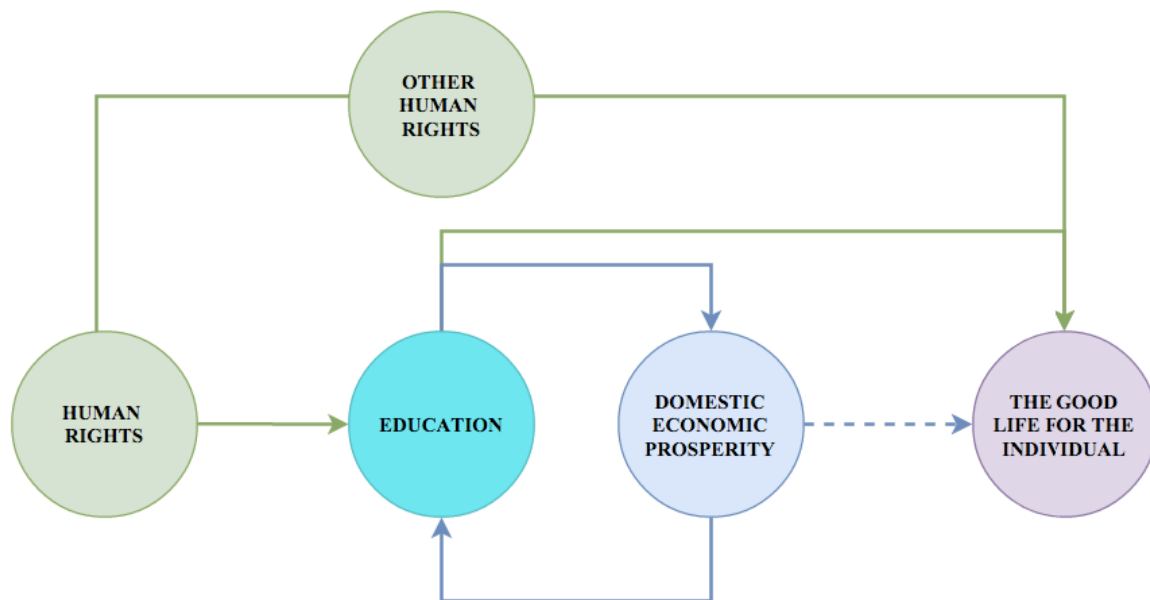 OTHER
HUMAN
RIGHTS
HUMAN
RIGHTS
EDUCATION
DOMESTIC
ECONOMIC
PROSPERITY
THE GOOD
LIFE FOR THE
INDIVIDUAL